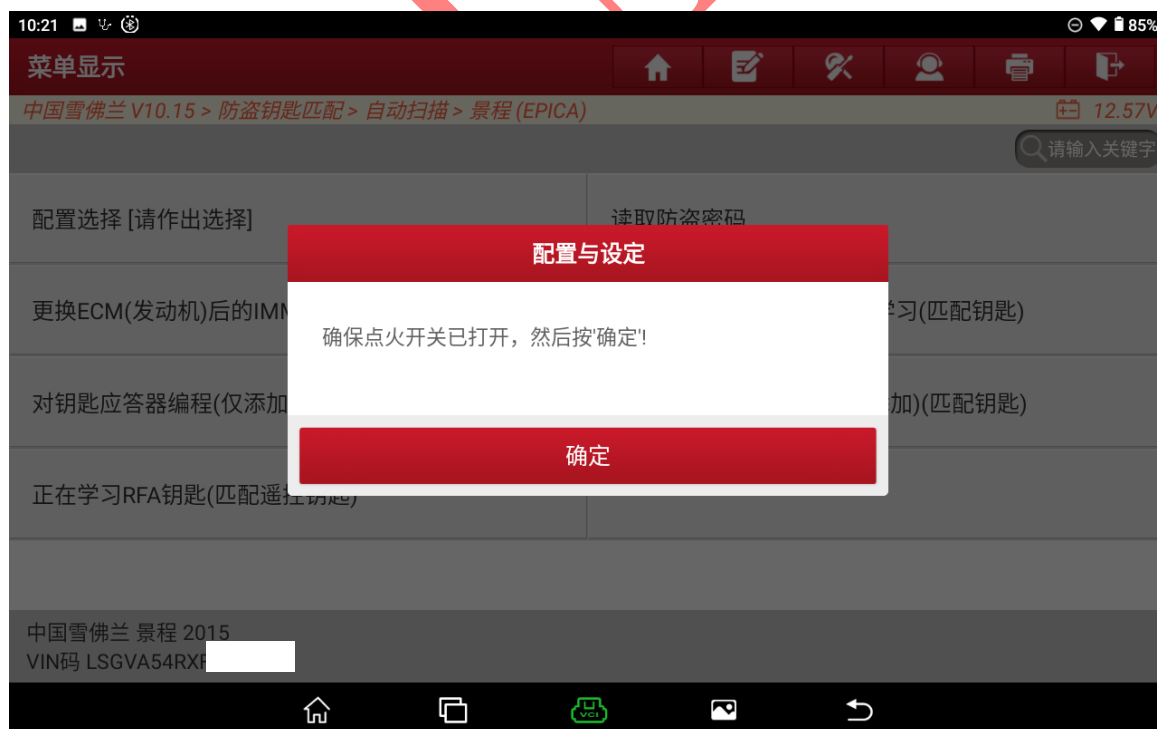 10:21
85%
菜单显示
中国雪佛兰 V10.15 > 防盗钥匙匹配 > 自动扫描 > 景程 (EPICA)
12.57V
请输入关键字
配置选择 [请作出选择]
读取防盗密码
配置与设定
更换ECM(发动机)后的IMM
学习(匹配钥匙)
确保点火开关已打开，然后按'确定'!
对钥匙应答器编程(仅添加
加)(匹配钥匙)
确定
正在学习RFA钥匙(匹配遥控钥匙)
中国雪佛兰 景程 2015
VIN码 LSGVA54RX
VCI